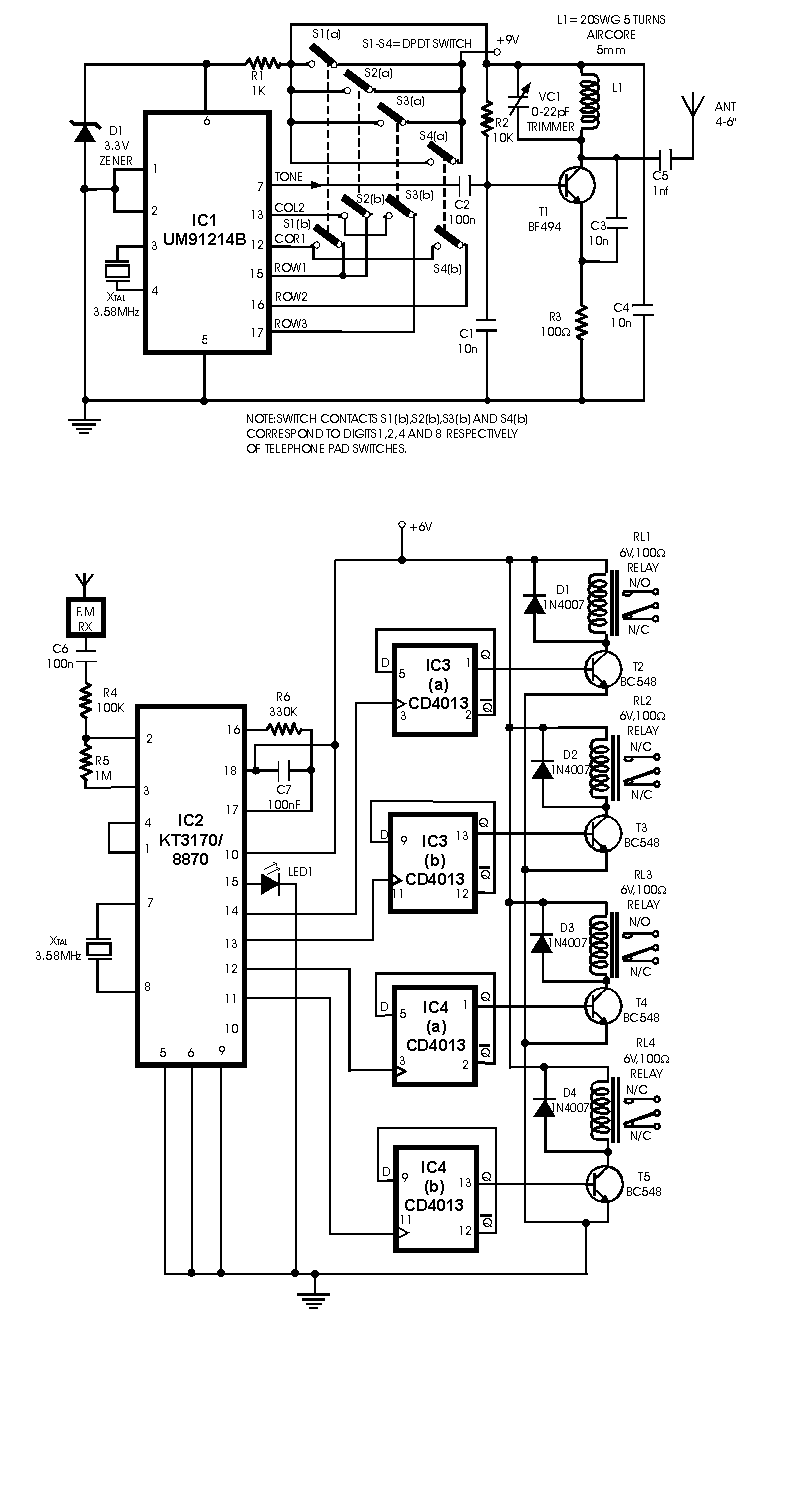 L1= 20SWG 5 TURNS
AIRCORE
5mm
S1(a)
S1-S4= DPDT SWITCH
+9V
R1
1K
S2(a)
S3(a)
S4(a)
R2
10K
VC1
0-22pF
TRIMMER
L1
ANT
4-6"
D1
3.3V
ZENER
6
1
2
3
4
5
IC1
UM91214B
7
13
12
15
16
17
TONE
COL2
COR1
ROW1
ROW2
ROW3
S1(b)
S2(b)
S3(b)
S4(b)
C2
100n
C5
1nf
T1
BF494
C3
10n
XTAL
3.58MHz
C1
10n
R3
100Ω
C4
10n
NOTE:SWITCH CONTACTS S1(b),S2(b),S3(b) AND S4(b)
CORRESPOND TO DIGITS 1,2, 4 AND 8 RESPECTIVELY
OF TELEPHONE PAD SWITCHES.
+6V
RL1
6V,100Ω
RELAY
N/O
N/C
D1
1N4007
F.M
RX
C6
100n
R4
100K
R5
1M
R6
330K
C7
100nF
IC2
KT3170/
8870
2
3
4
1
7
8
5
6
9
16
18
17
10
15
14
13
12
11
10
LED1
XTAL
3.58MHz
IC3
(a)
CD4013
D
5
3
1
2
Q
Q
T2
BC548
RL2
6V,100Ω
RELAY
N/C
N/C
D2
1N4007
IC3
(b)
CD4013
D
9
11
13
12
Q
T3
BC548
RL3
6V,100Ω
RELAY
N/O
N/C
D3
1N4007
IC4
(a)
CD4013
D
5
3
1
2
Q
Q
T4
BC548
RL4
6V,100Ω
RELAY
N/C
N/C
D4
1N4007
IC4
(b)
CD4013
D
9
11
13
12
Q
Q
T5
BC548